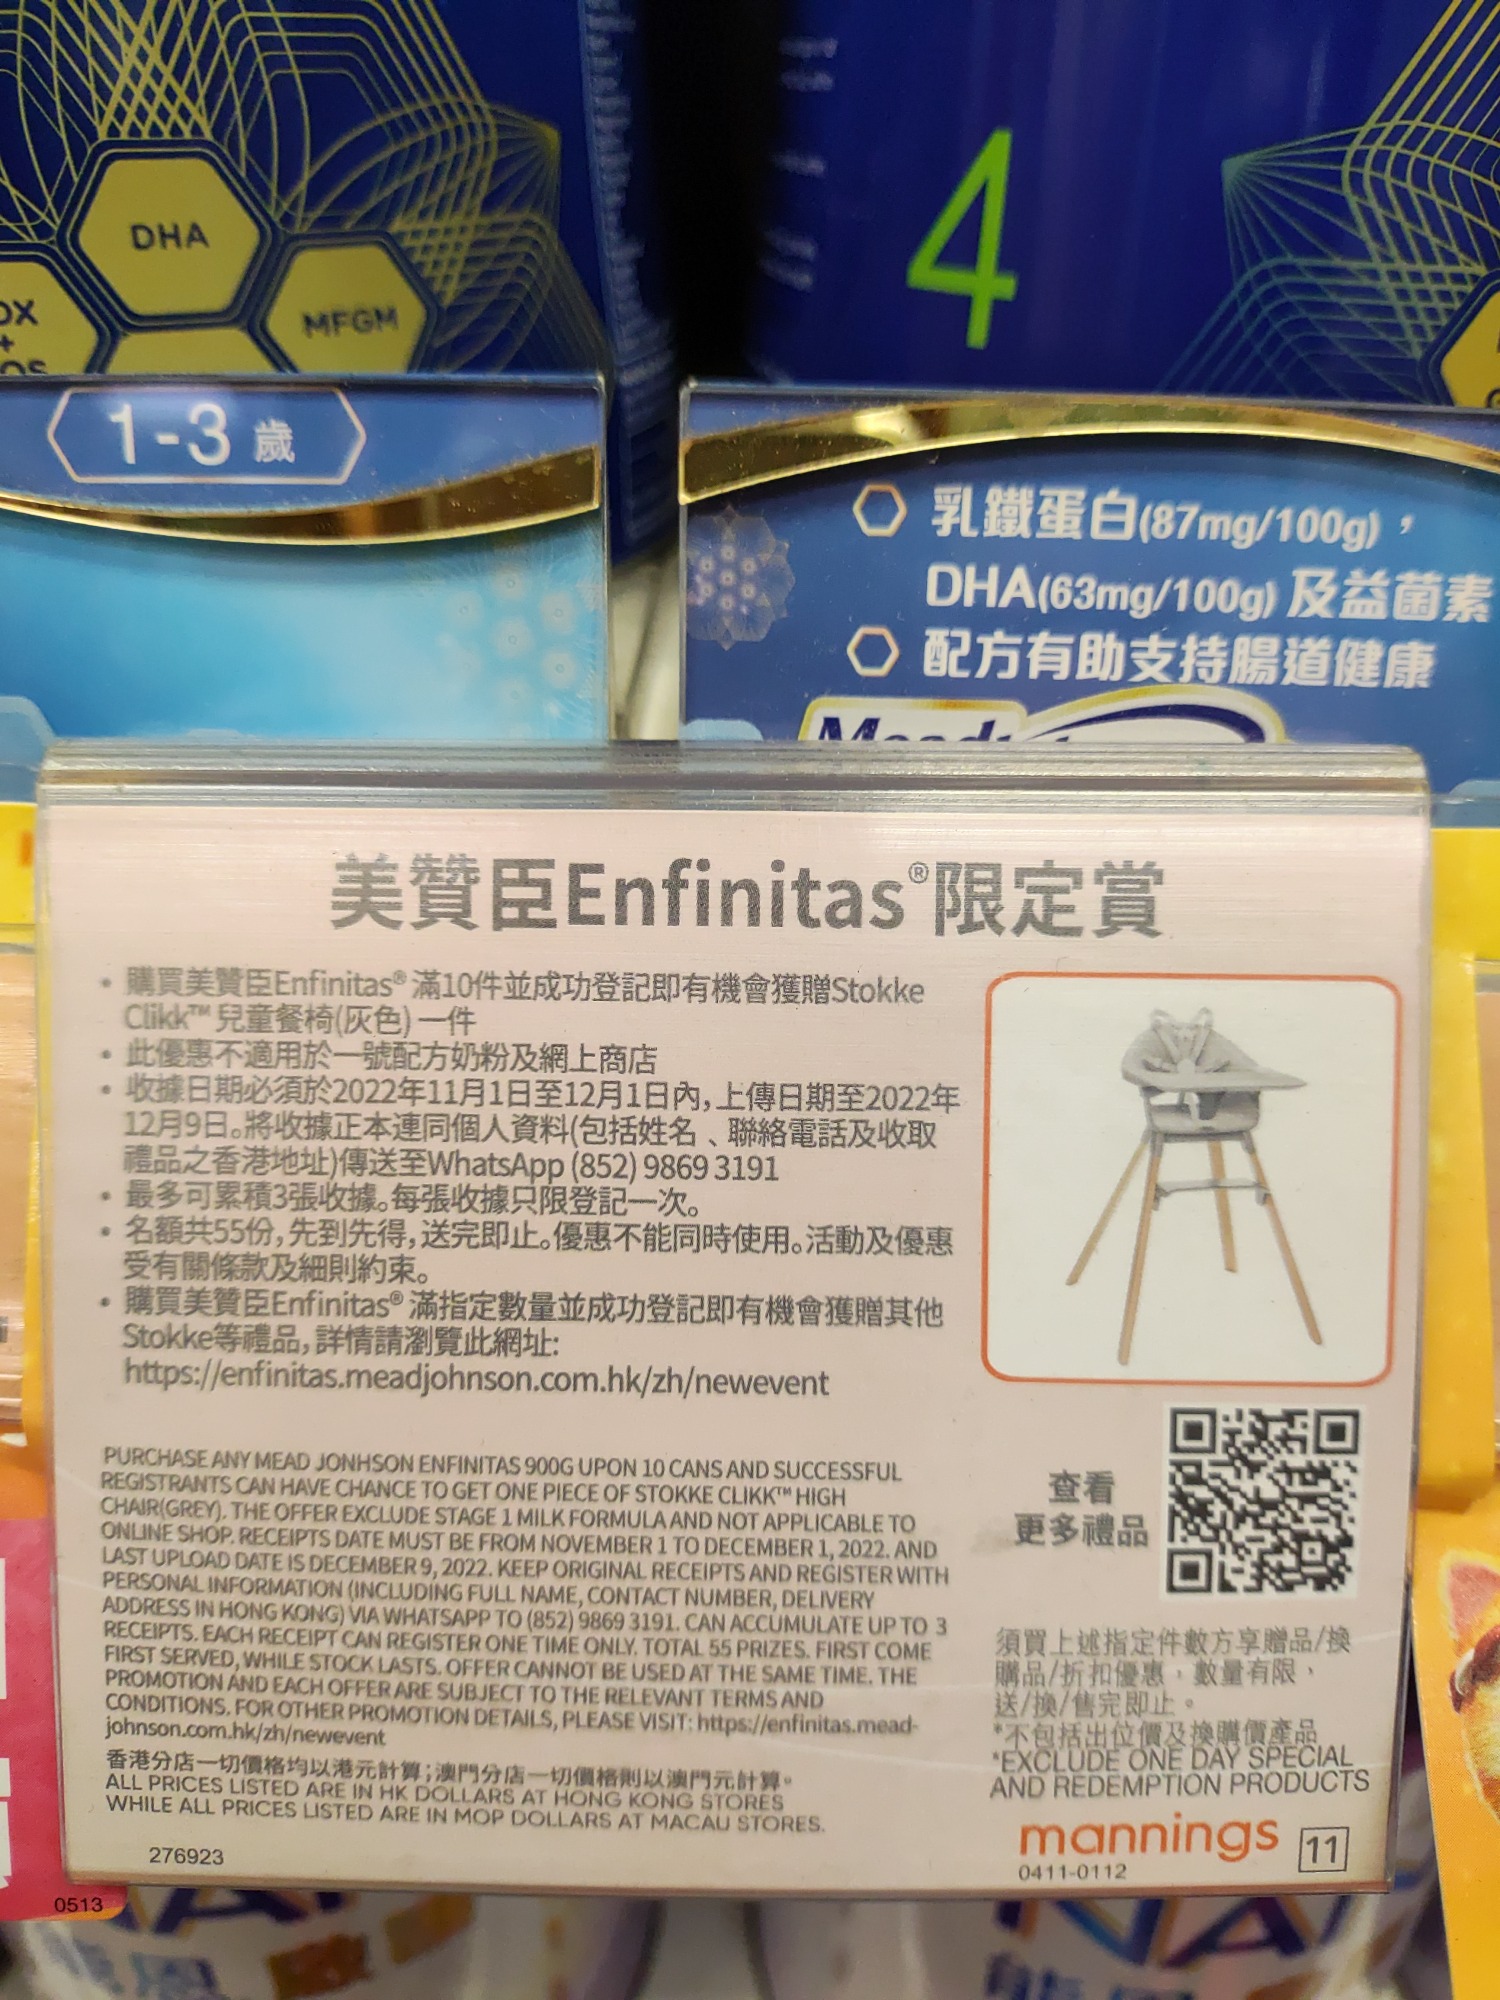 DHA
MFGM
OX
+
OS
4
1-3 歲
乳鐵蛋白(87mg/100g)，
DHA(63mg/100g) 及益菌素
配方有助支持腸道健康
美贊臣Enfinitas®限定賞
• 購買美贊臣Enfinitas® 滿10件並成功登記即有機會獲贈Stokke
Clikk™ 兒童餐椅(灰色) 一件
• 此優惠不適用於一號配方奶粉及網上商店
• 收據日期必須於2022年11月1日至12月1日內，上傳日期至2022年
12月9日。將收據正本連同個人資料(包括姓名、聯絡電話及收取
禮品之香港地址)傳送至WhatsApp (852) 9869 3191
• 最多可累積3張收據。每張收據只限登記一次。
• 名額共55份，先到先得，送完即止。優惠不能同時使用。活動及優惠
受有關條款及細則約束。
• 購買美贊臣Enfinitas® 滿指定數量並成功登記即有機會獲贈其他
Stokke等禮品，詳情請瀏覽此網址:
https://enfinitas.meadjohnson.com.hk/zh/newevent
PURCHASE ANY MEAD JONHSON ENFINITAS 900G UPON 10 CANS AND SUCCESSFUL
REGISTRANTS CAN HAVE CHANCE TO GET ONE PIECE OF STOKKE CLIKK™ HIGH
CHAIR(GREY). THE OFFER EXCLUDE STAGE 1 MILK FORMULA AND NOT APPLICABLE TO
ONLINE SHOP. RECEIPTS DATE MUST BE FROM NOVEMBER 1 TO DECEMBER 1, 2022. AND
LAST UPLOAD DATE IS DECEMBER 9, 2022. KEEP ORIGINAL RECEIPTS AND REGISTER WITH
PERSONAL INFORMATION (INCLUDING FULL NAME, CONTACT NUMBER, DELIVERY
ADDRESS IN HONG KONG) VIA WHATSAPP TO (852) 9869 3191. CAN ACCUMULATE UP TO 3
RECEIPTS. EACH RECEIPT CAN REGISTER ONE TIME ONLY. TOTAL 55 PRIZES. FIRST COME
FIRST SERVED, WHILE STOCK LASTS. OFFER CANNOT BE USED AT THE SAME TIME. THE
PROMOTION AND EACH OFFER ARE SUBJECT TO THE RELEVANT TERMS AND
CONDITIONS. FOR OTHER PROMOTION DETAILS, PLEASE VISIT: https://enfinitas.mead-
johnson.com.hk/zh/newevent
香港分店一切價格均以港元計算；澳門分店一切價格則以澳門元計算。
ALL PRICES LISTED ARE IN HK DOLLARS AT HONG KONG STORES
WHILE ALL PRICES LISTED ARE IN MOP DOLLARS AT MACAU STORES.
276923
查看
更多禮品
須買上述指定件數方享贈品/換
購品/折扣優惠，數量有限，
送/換/售完即止。
*不包括出位價及換購價產品
*EXCLUDE ONE DAY SPECIAL
AND REDEMPTION PRODUCTS
mannings
11
0411-0112
0513